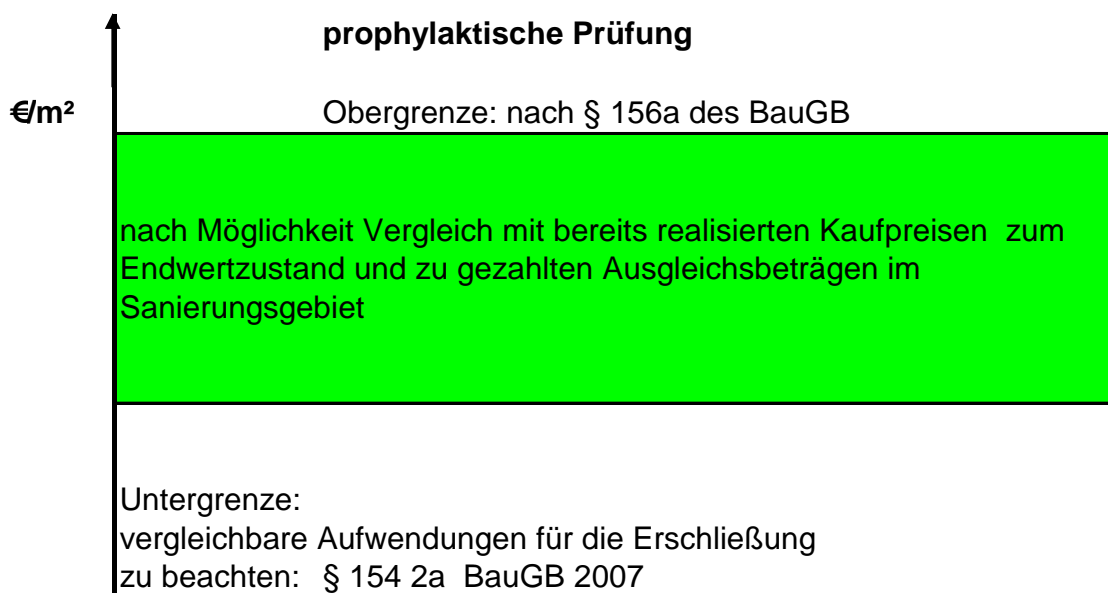 prophylaktische Prüfung
€/m²
Obergrenze: nach § 156a des BauGB
nach Möglichkeit Vergleich mit bereits realisierten Kaufpreisen zum
Endwertzustand und zu gezahlten Ausgleichsbeträgen im
Sanierungsgebiet
Untergrenze:
vergleichbare Aufwendungen für die Erschließung
zu beachten: § 154 2a BauGB 2007